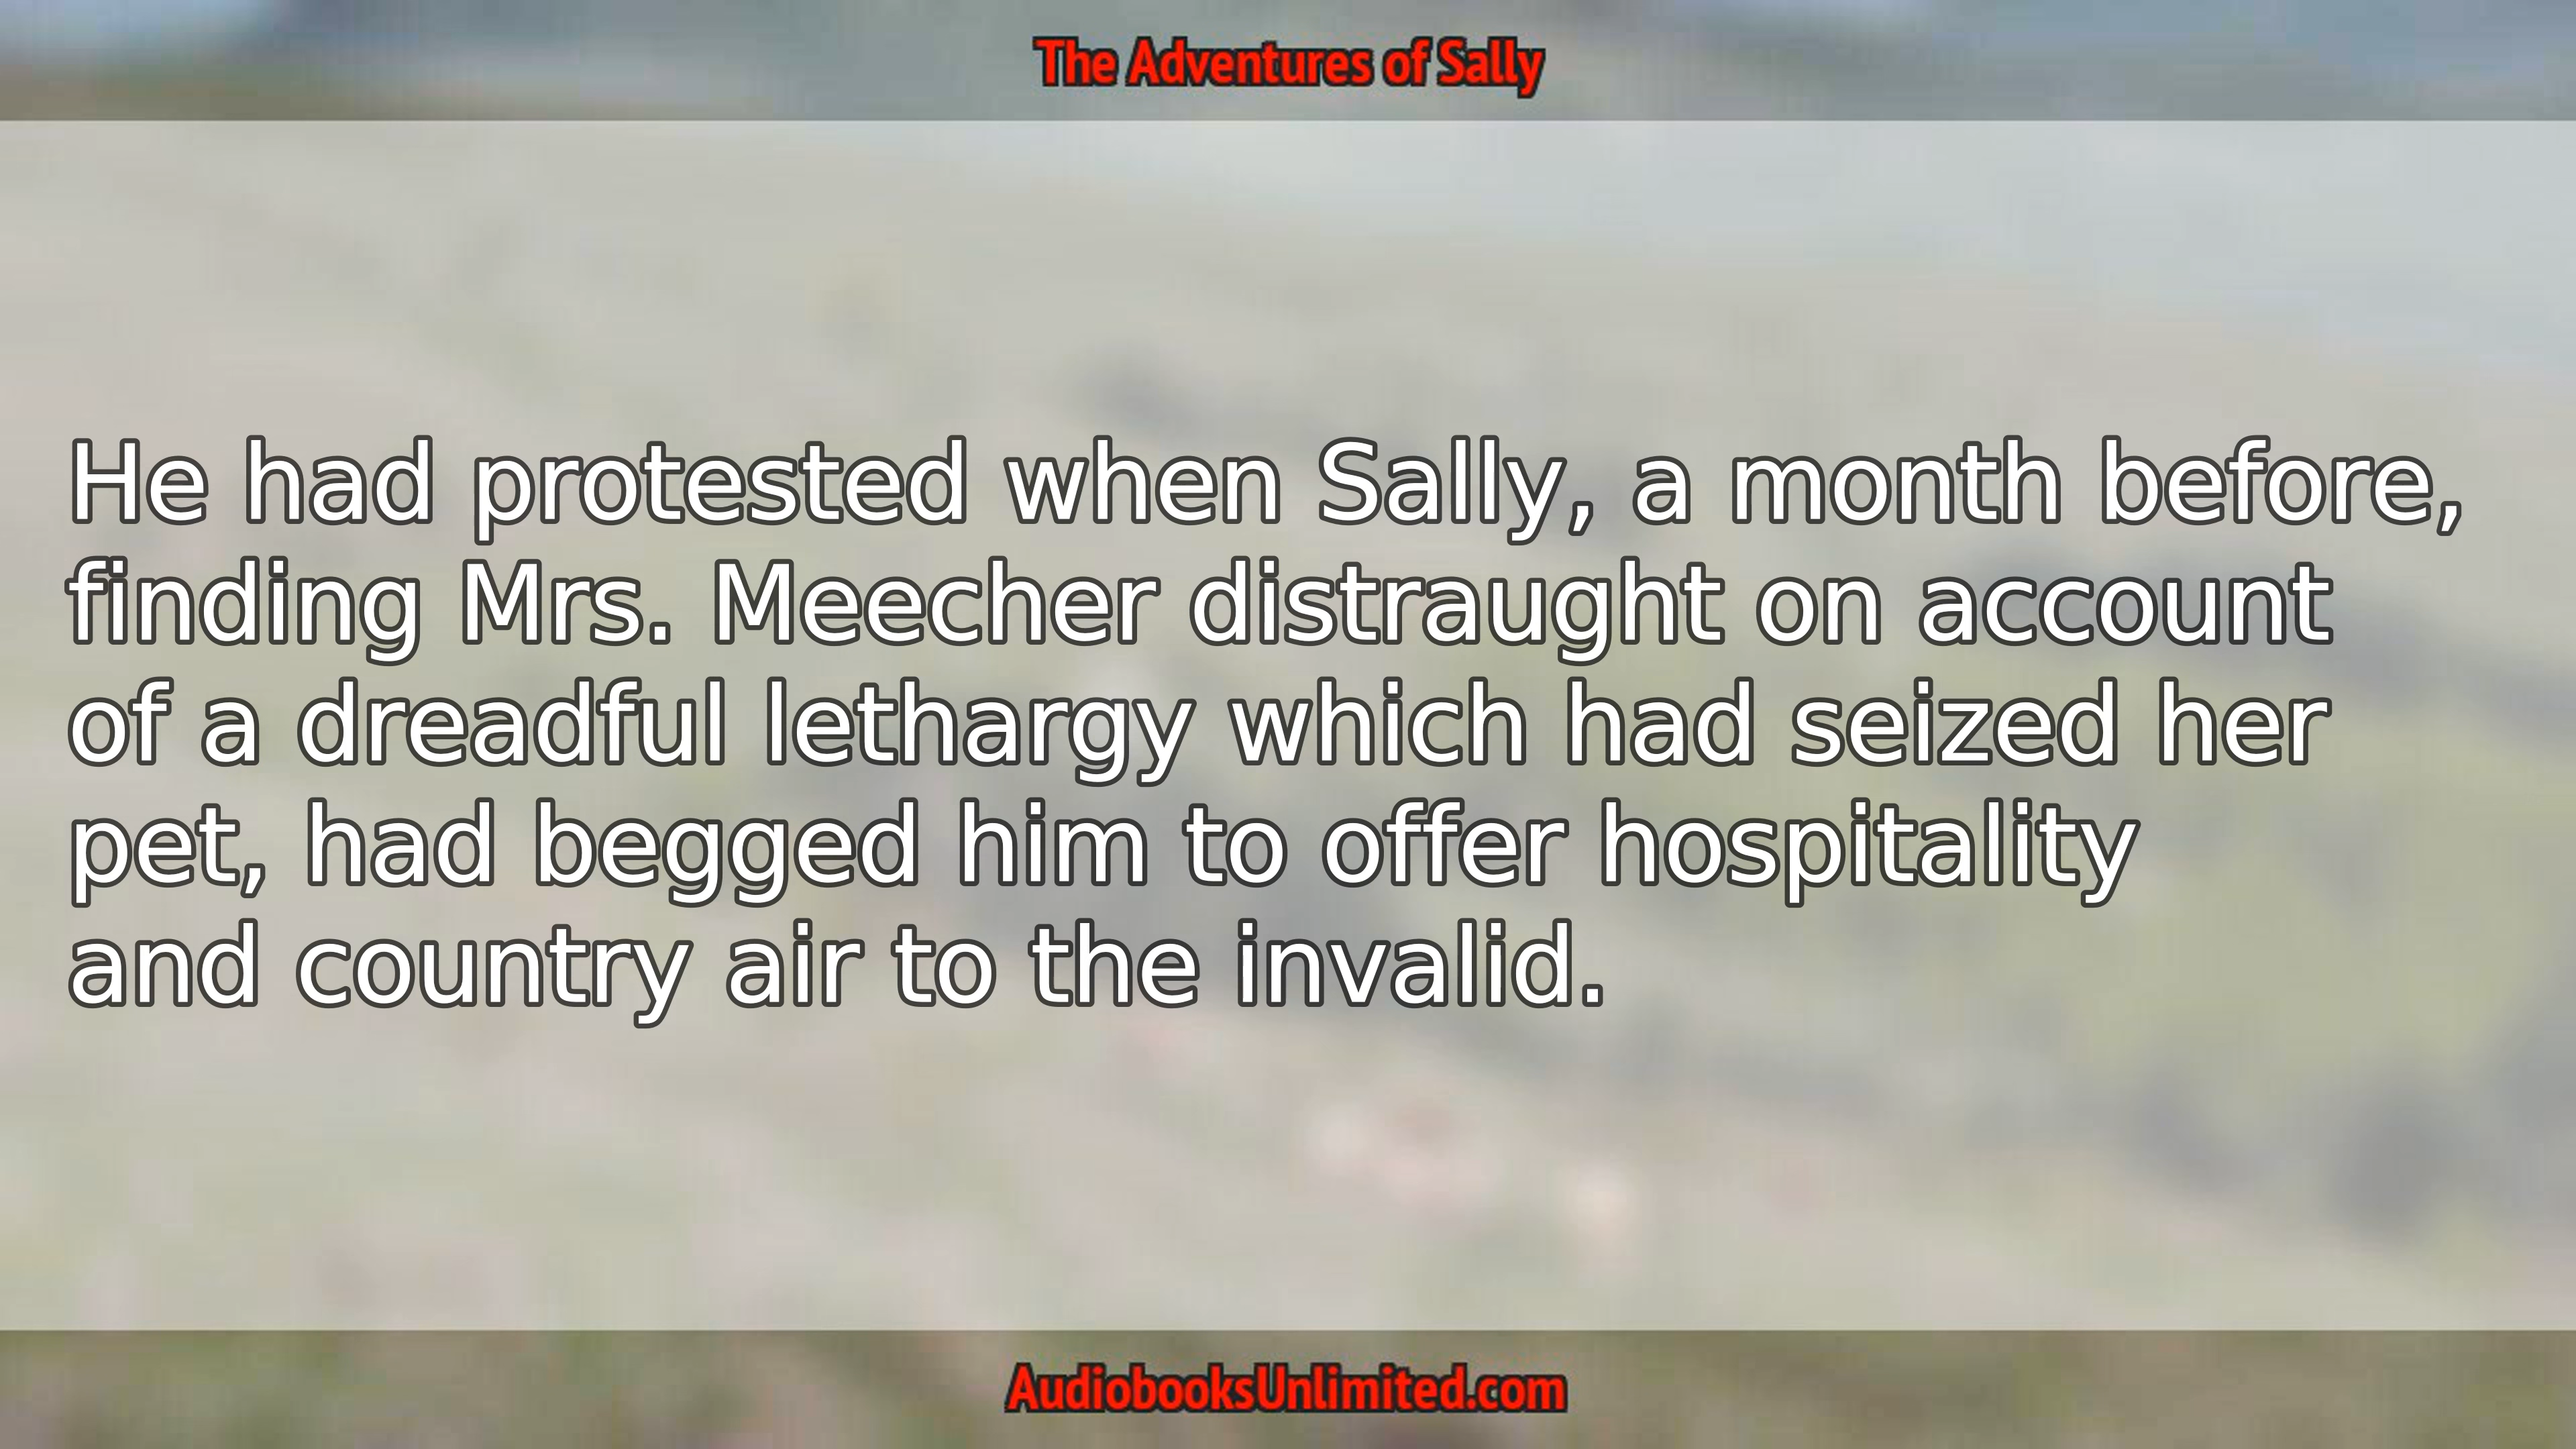 The Adventures of Sally
He had protested when Sally, a month before,
finding Mrs. Meecher distraught on account
of a dreadful lethargy which had seized her
pet, had begged him to offer hospitality
and country air to the invalid.
AudiobooksUnlimited.com